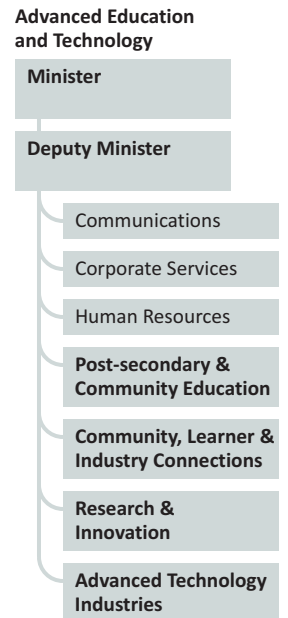 Advanced Education
and Technology
Minister
Deputy Minister
Communications
Corporate Services
Human Resources
Post-secondary &
Community Education
Community, Learner &
Industry Connections
Research &
Innovation
Advanced Technology
Industries